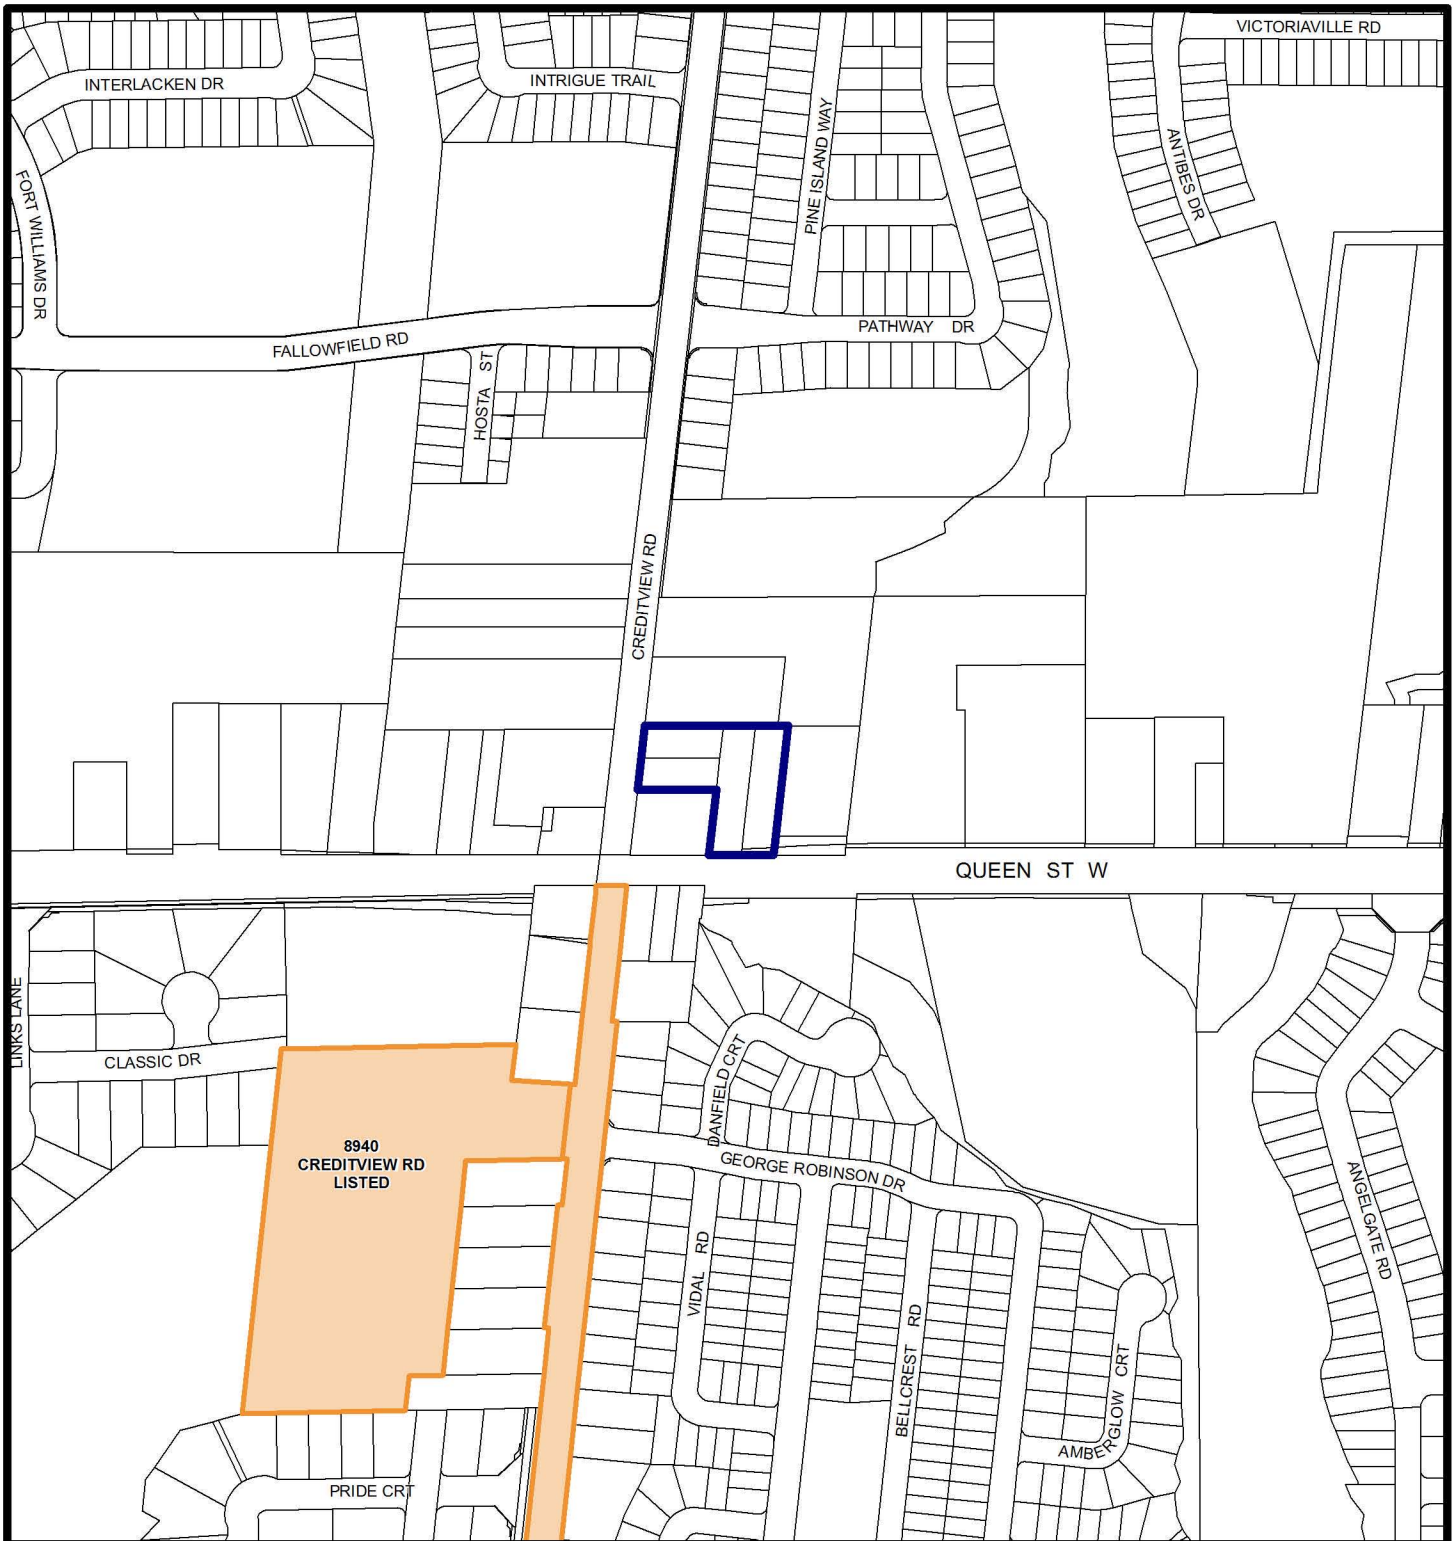 VICTORIAVILLE RD
INTERLACKEN DR
INTRIGUE TRAIL
PINE ISLAND WAY
ANTIBES DR
FORT WILLIAMS DR
PATHWAY DR
FALLOWFIELD RD
HOSTA ST
CREDITVIEW RD
QUEEN ST W
LINKS LANE
CLASSIC DR
DANFIELD CRT
8940
CREDITVIEW RD
LISTED
GEORGE ROBINSON DR
ANGELGATE RD
VIDAL RD
BELLCREST RD
AMBERGLOW CRT
PRIDE CRT